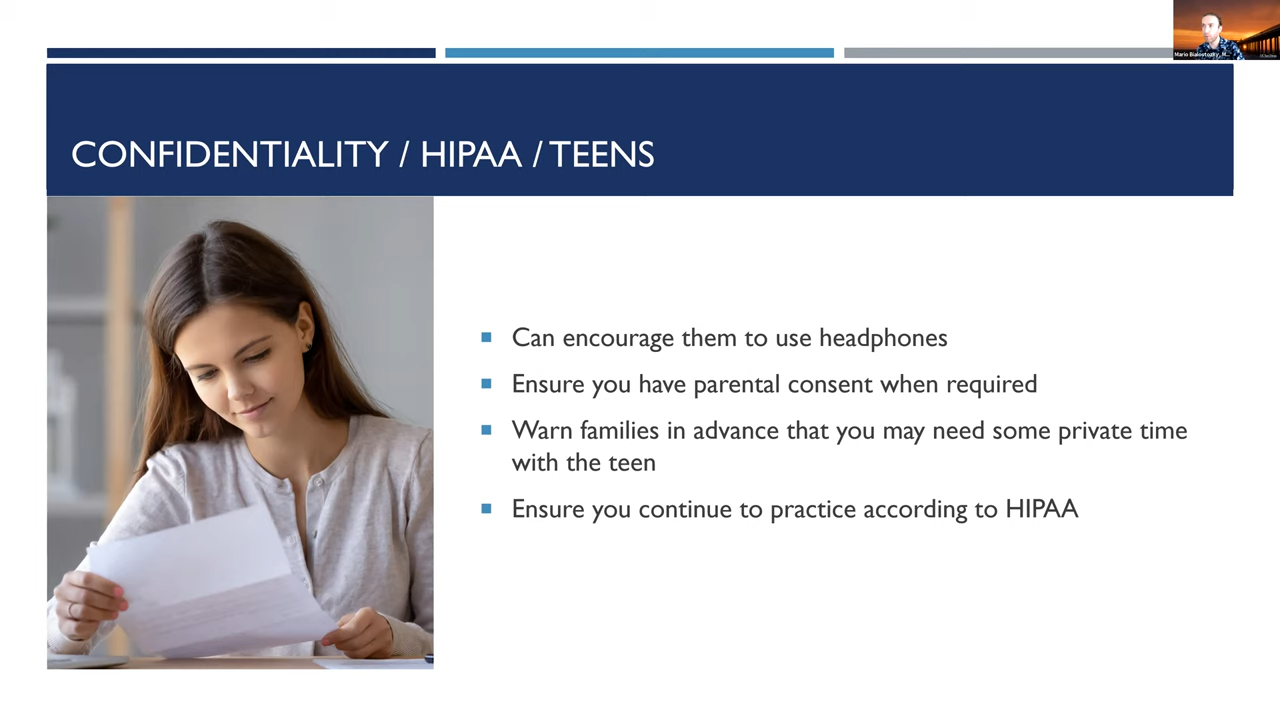 Mario Bialostozky, M...
CONFIDENTIALITY / HIPAA / TEENS
Can encourage them to use headphones
Ensure you have parental consent when required
Warn families in advance that you may need some private time
with the teen
Ensure you continue to practice according to HIPAA